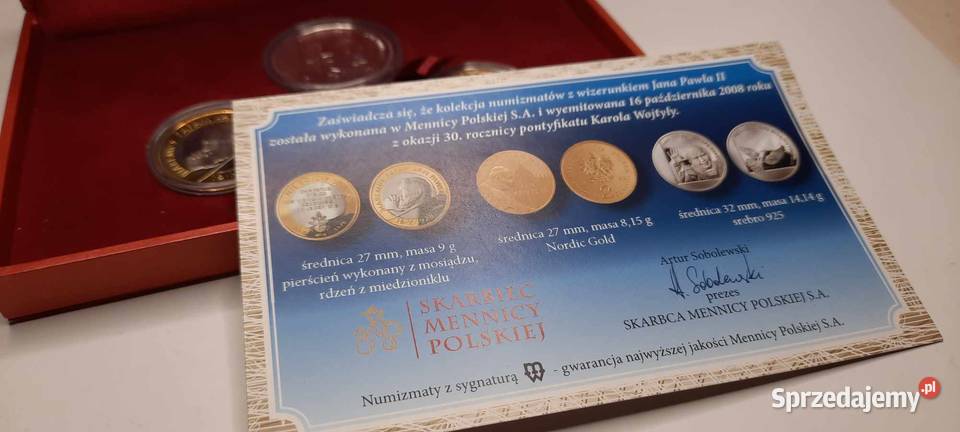 Zaświadcza się, że kolekcja numizmatów z wizerunkiem Jana Pawła II
została wykonana w Mennicy Polskiej S.A. i wyemitowana 16 października 2008 roku
z okazji 30. rocznicy pontyfikatu Karola Wojtyły.
średnica 27 mm, masa 9 g
pierścień wykonany z mosiądzu,
rdzeń z miedzioniklu
średnica 27 mm, masa 8,15 g
Nordic Gold
średnica 32 mm, masa 14,14 g
srebro 925
SKARBIEC
MENNICY
POLSKIEJ
Artur Sobolewski
A. Sobolewski
prezes
SKARBCA MENNICY POLSKIEJ S.A.
Numizmaty z sygnaturą - gwarancja najwyższej jakości Mennicy Polskiej S.A.
Sprzedajemy.pl